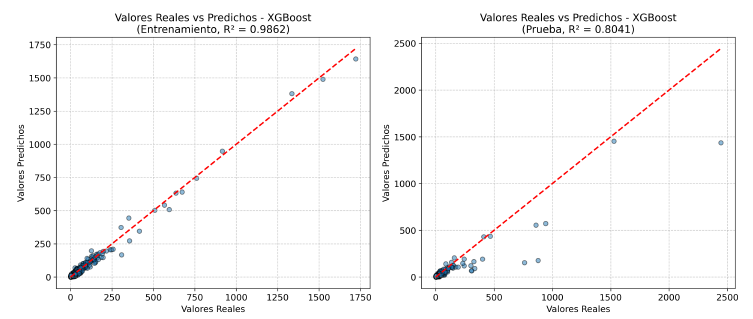 Valores Reales vs Predichos - XGBoost
(Entrenamiento, R² = 0.9862)
Valores Predichos
1750
1500
1250
1000
750
500
250
0
0 250 500 750 1000 1250 1500 1750
Valores Reales
Valores Reales vs Predichos - XGBoost
(Prueba, R² = 0.8041)
Valores Predichos
2500
2000
1500
1000
500
0
0 500 1000 1500 2000 2500
Valores Reales